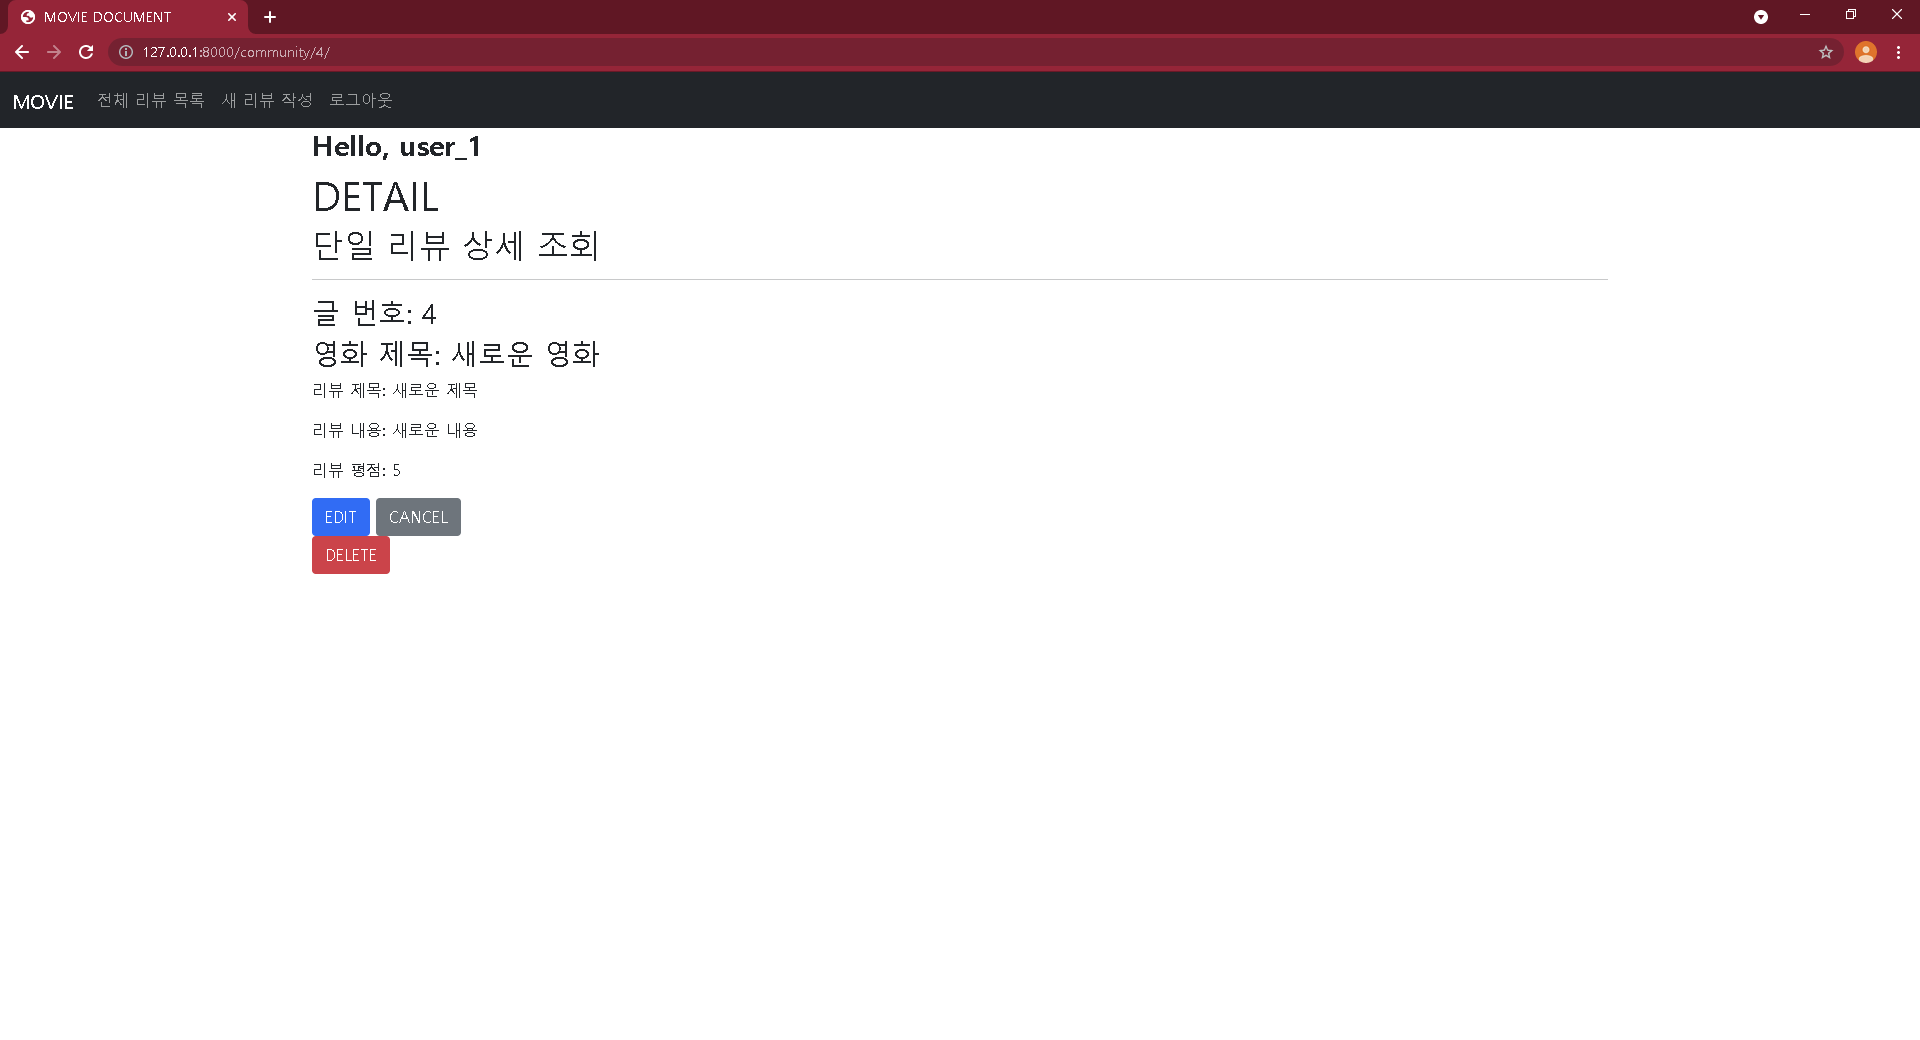 MOVIE DOCUMENT
127.0.0.1:8000/community/4/
MOVIE 전체 리뷰 목록 새 리뷰 작성 로그아웃
Hello, user_1
DETAIL
단일 리뷰 상세 조회
글 번호: 4
영화 제목: 새로운 영화
리뷰 제목: 새로운 제목
리뷰 내용: 새로운 내용
리뷰 평점: 5
EDIT CANCEL
DELETE